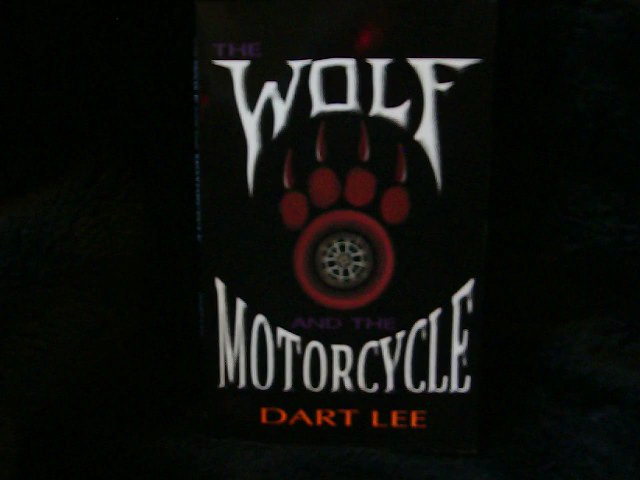 THE
WOLF
AND THE
MOTORCYCLE
DART LEE